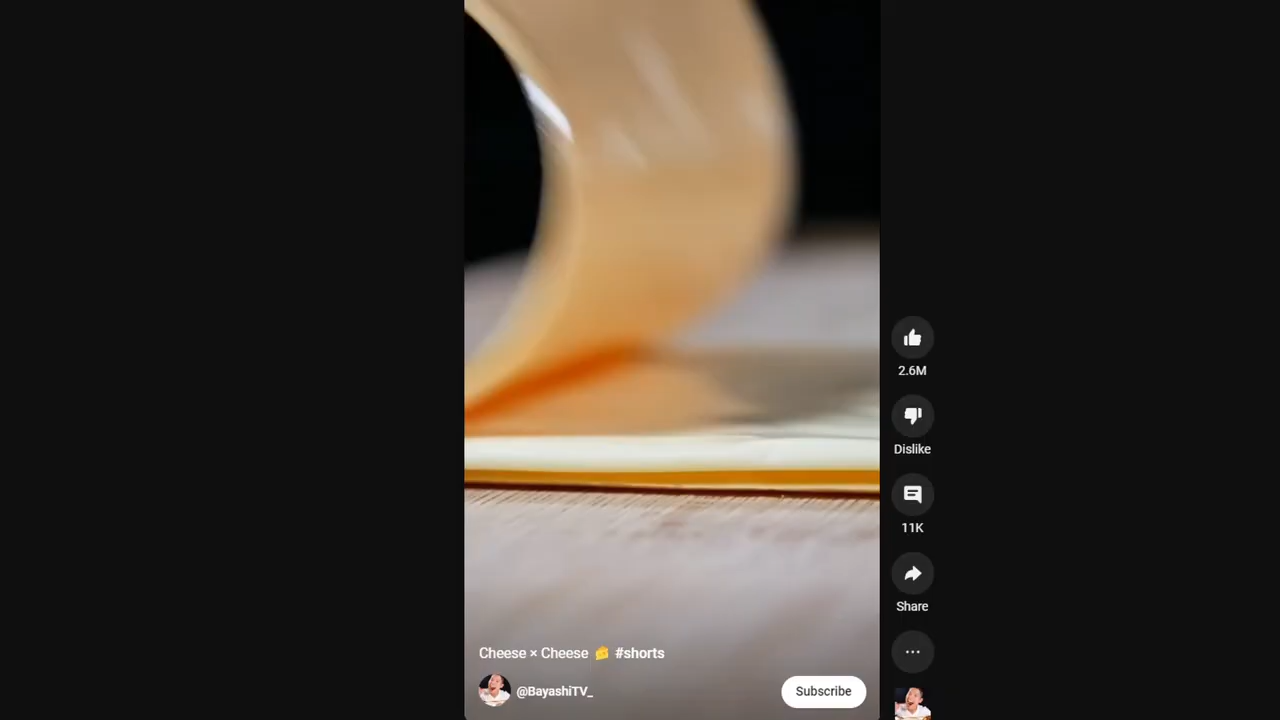 2.6M
Dislike
11K
Share
Cheese × Cheese 🧀 #shorts
@BayashiTV_
Subscribe